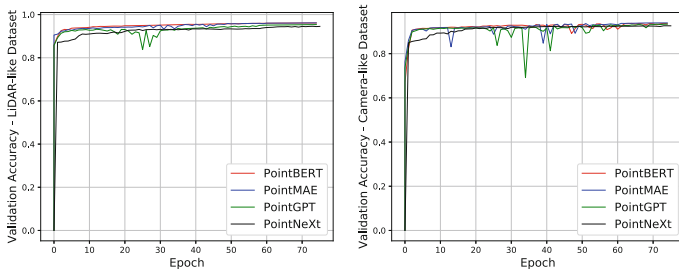 Validation Accuracy - LiDAR-like Dataset
1.0
0.8
0.6
0.4
0.2
0.0
0 10 20 30 40 50 60 70
Epoch
PointBERT
PointMAE
PointGPT
PointNeXt
Validation Accuracy - Camera-like Dataset
0.8
0.6
0.4
0.2
0.0
0 10 20 30 40 50 60 70
Epoch
PointBERT
PointMAE
PointGPT
PointNeXt